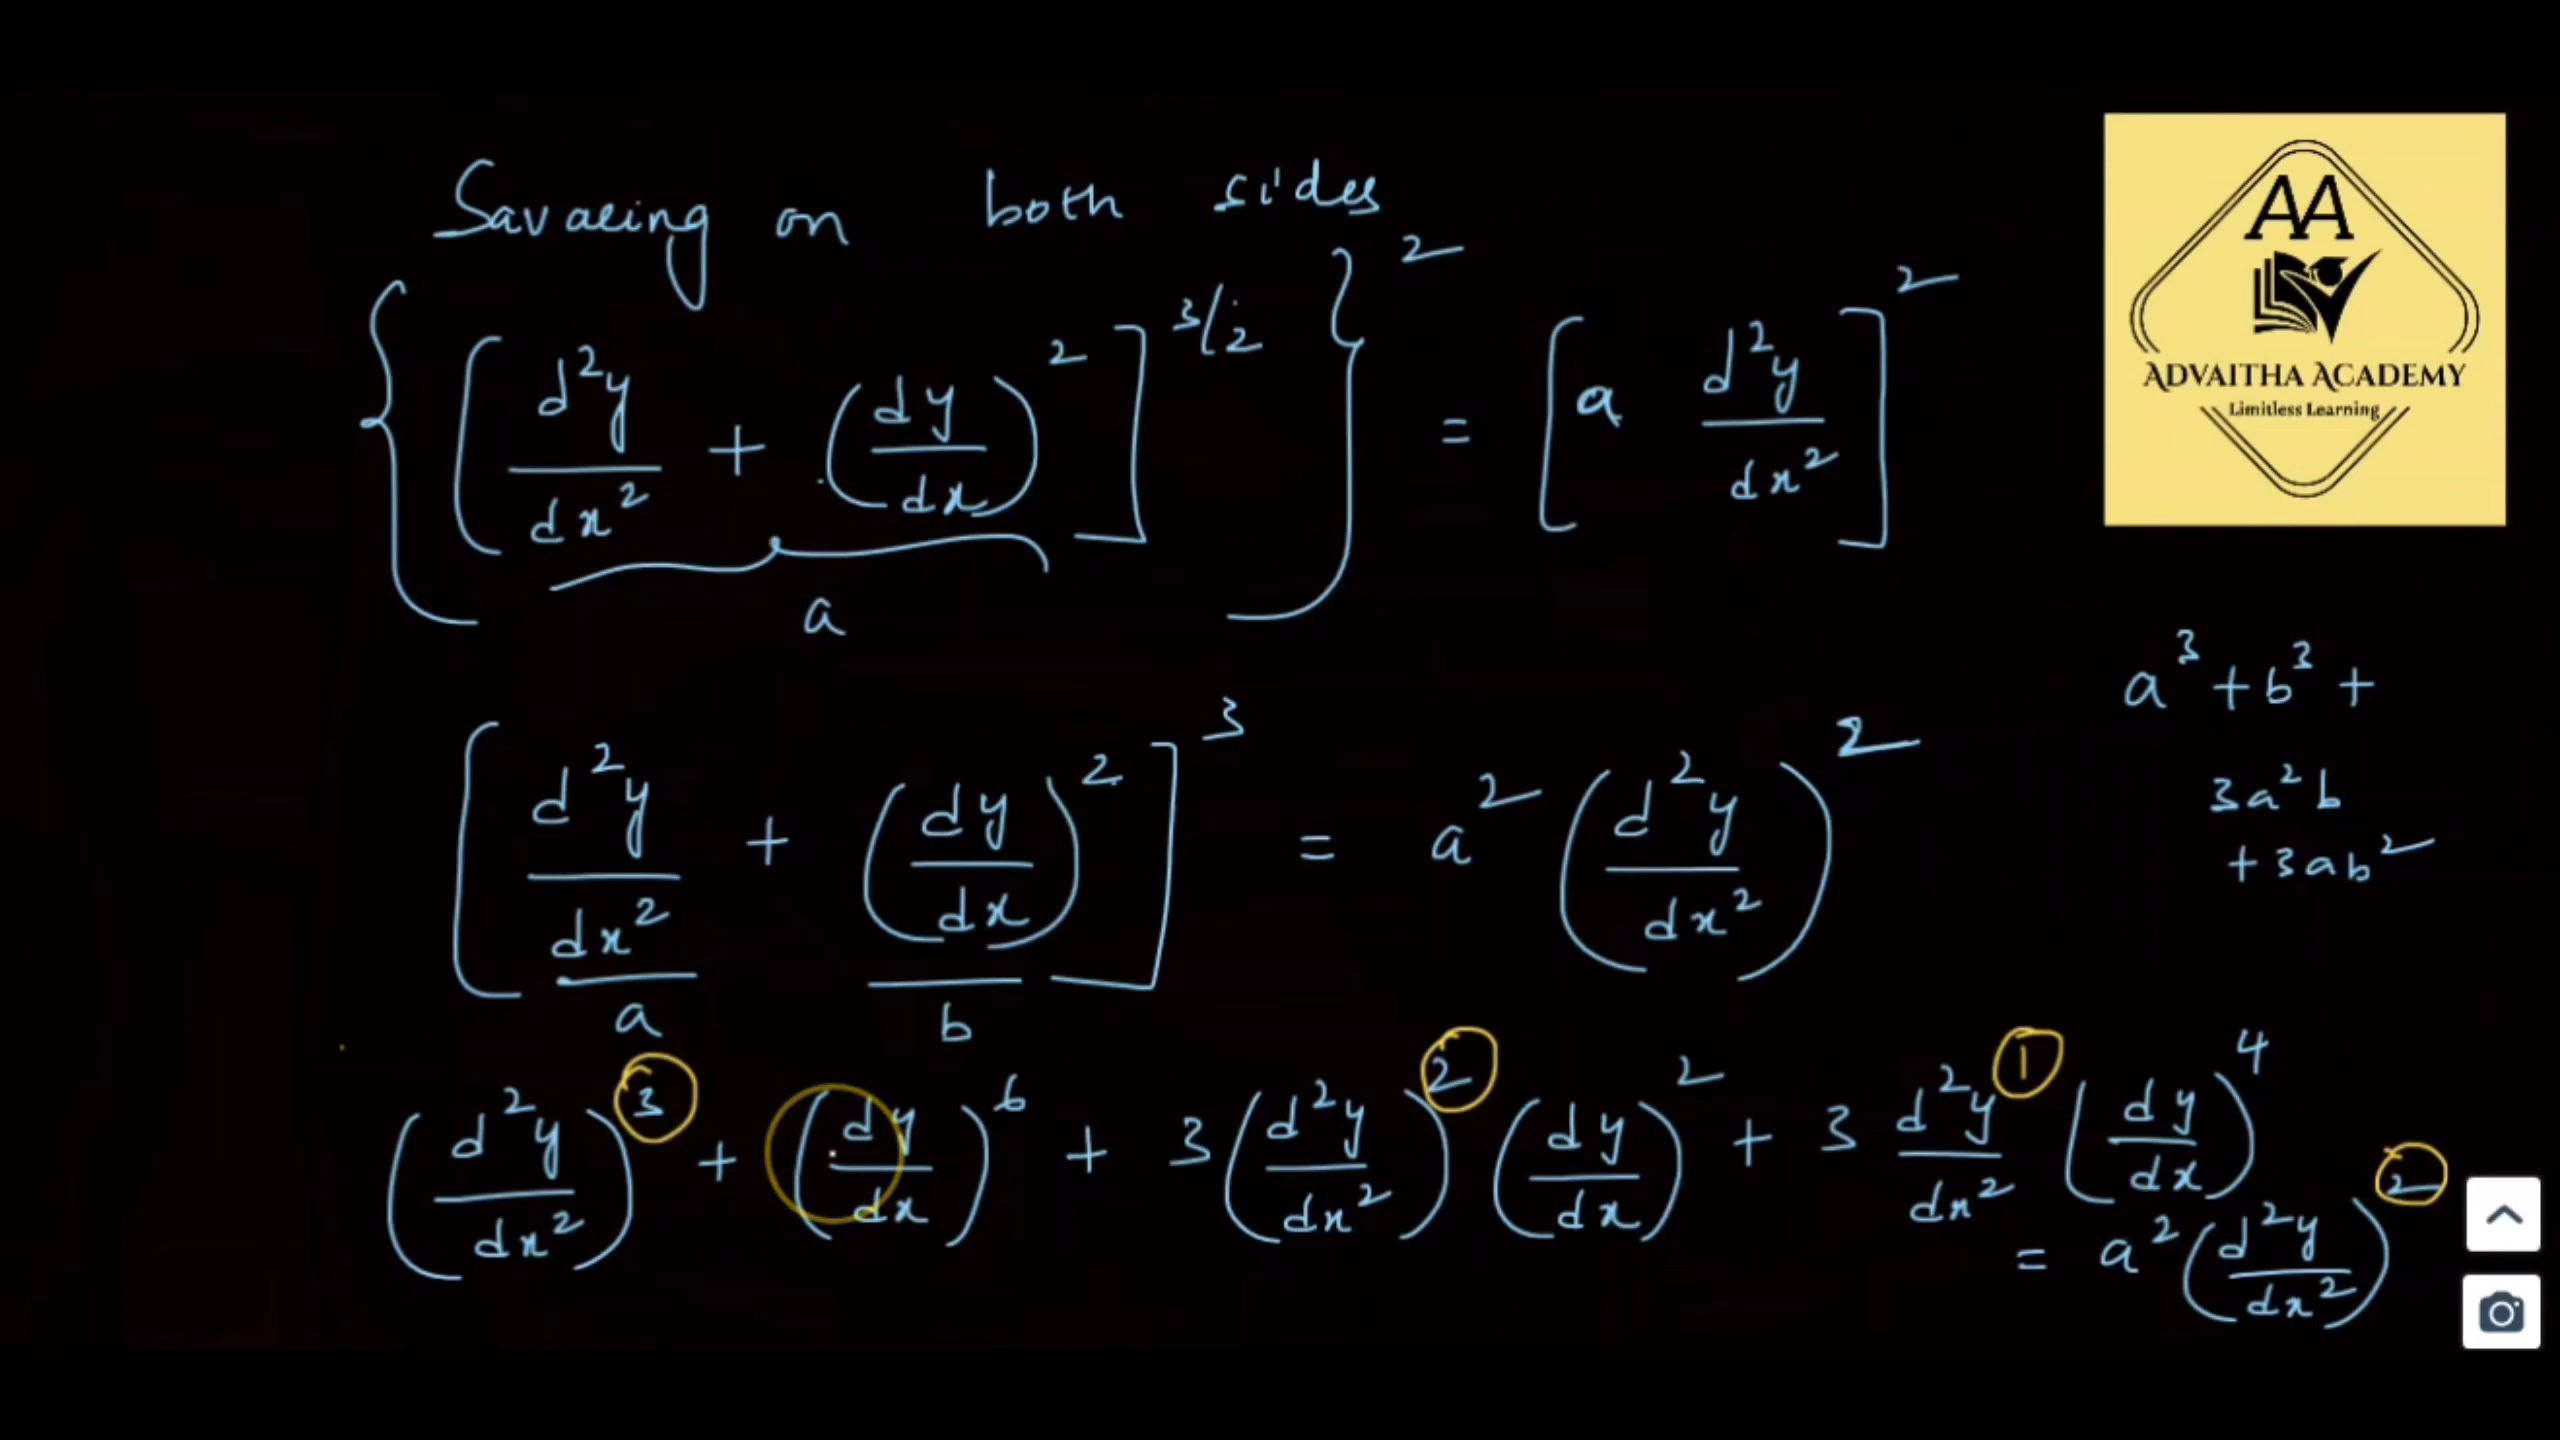 Squaring on both sides
{ [ d²y/dx² + (dy/dx)² ]^3/2 }² = [ a d²y/dx² ]²
a
[ d²y/dx² + (dy/dx)² ]³ = a² (d²y/dx²)²
a b
(d²y/dx²)³ + (dy/dx)⁶ + 3 (d²y/dx²)² (dy/dx)² + 3 d²y/dx² ① (dy/dx)⁴
= a² (d²y/dx²)²
a³ + b³ +
3a²b
+ 3ab²
AA
ADVAITHA ACADEMY
Limitless Learning